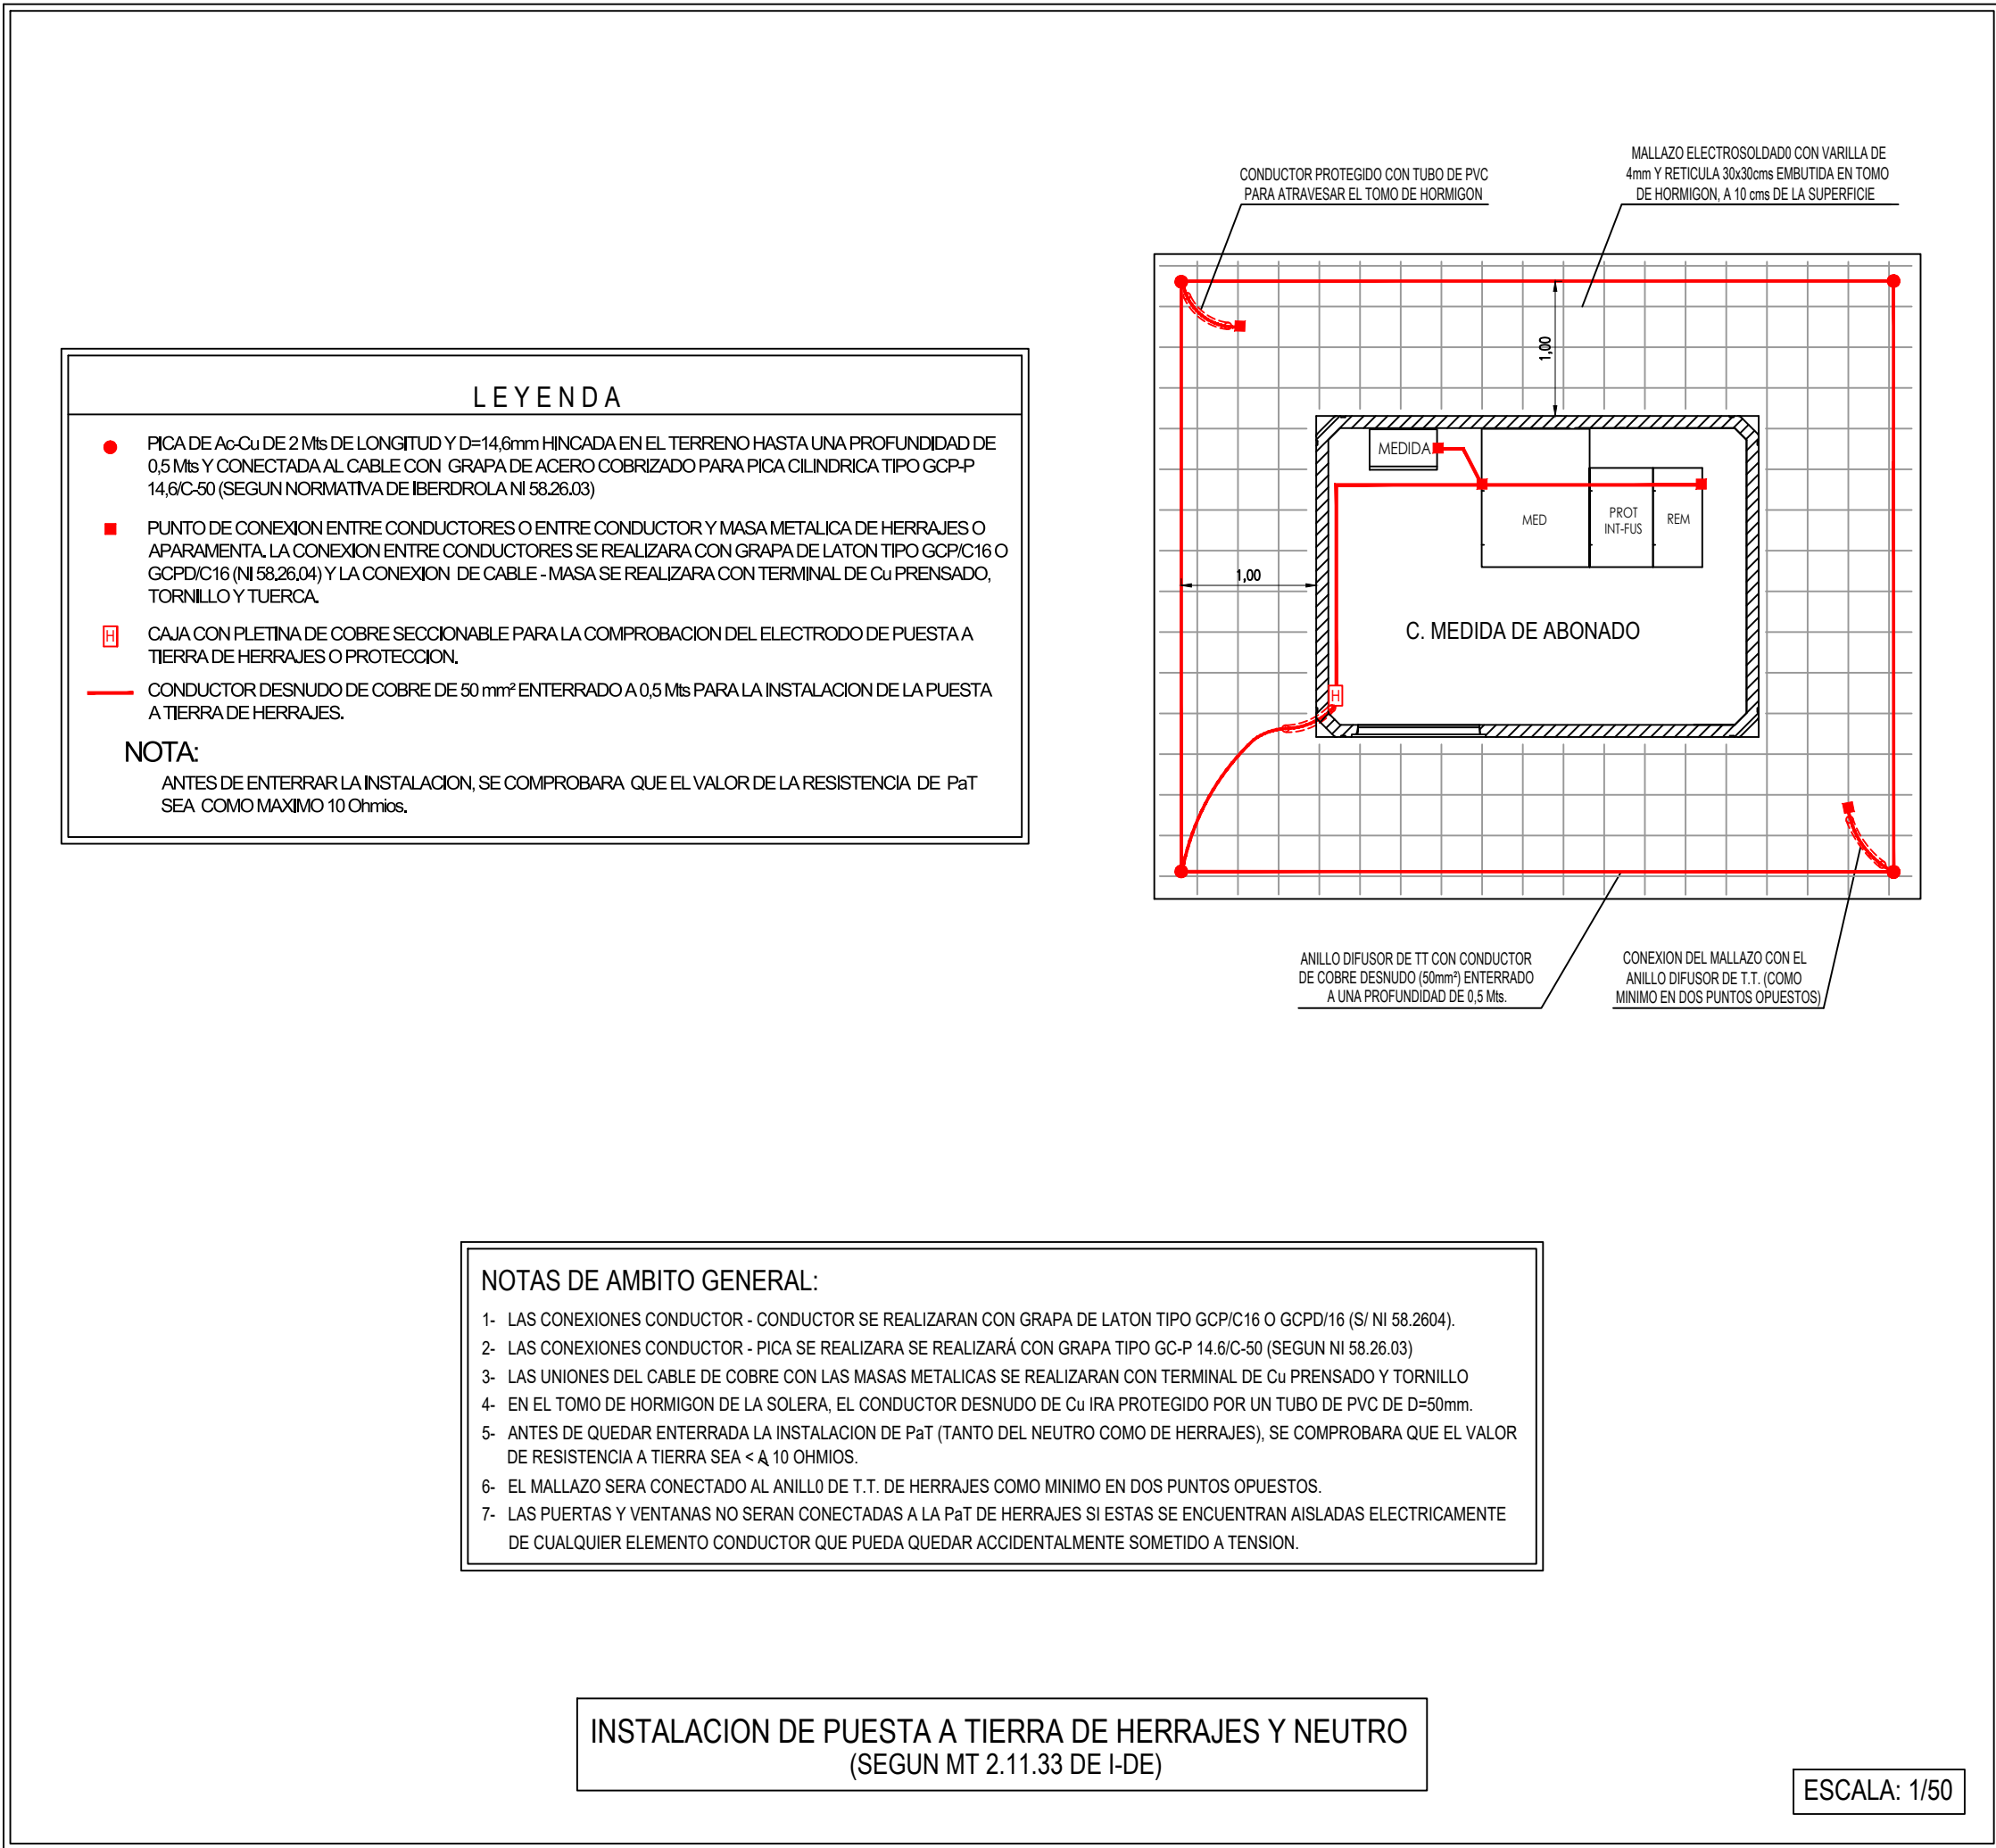 CONDUCTOR PROTEGIDO CON TUBO DE PVC
PARA ATRAVESAR EL TOMO DE HORMIGON
MALLAZO ELECTROSOLDAD0 CON VARILLA DE
4mm Y RETICULA 30x30cms EMBUTIDA EN TOMO
DE HORMIGON, A 10 cms DE LA SUPERFICIE
1,00
MEDIDA
MED
PROT
INT-FUS
REM
1,00
C. MEDIDA DE ABONADO
H
ANILLO DIFUSOR DE TT CON CONDUCTOR
DE COBRE DESNUDO (50mm²) ENTERRADO
A UNA PROFUNDIDAD DE 0,5 Mts.
CONEXION DEL MALLAZO CON EL
ANILLO DIFUSOR DE T.T. (COMO
MINIMO EN DOS PUNTOS OPUESTOS)
LEYENDA
PICA DE Ac-Cu DE 2 Mts DE LONGITUD Y D=14,6mm HINCADA EN EL TERRENO HASTA UNA PROFUNDIDAD DE
0,5 Mts Y CONECTADA AL CABLE CON GRAPA DE ACERO COBRIZADO PARA PICA CILINDRICA TIPO GCP-P
14,6/C-50 (SEGUN NORMATIVA DE IBERDROLA NI 58.26.03)
PUNTO DE CONEXION ENTRE CONDUCTORES O ENTRE CONDUCTOR Y MASA METALICA DE HERRAJES O
APARAMENTA. LA CONEXION ENTRE CONDUCTORES SE REALIZARA CON GRAPA DE LATON TIPO GCP/C16 O
GCPD/C16 (NI 58.26.04) Y LA CONEXION DE CABLE - MASA SE REALIZARA CON TERMINAL DE Cu PRENSADO,
TORNILLO Y TUERCA.
H CAJA CON PLETINA DE COBRE SECCIONABLE PARA LA COMPROBACION DEL ELECTRODO DE PUESTA A
TIERRA DE HERRAJES O PROTECCION.
CONDUCTOR DESNUDO DE COBRE DE 50 mm² ENTERRADO A 0,5 Mts PARA LA INSTALACION DE LA PUESTA
A TIERRA DE HERRAJES.
NOTA:
ANTES DE ENTERRAR LA INSTALACION, SE COMPROBARA QUE EL VALOR DE LA RESISTENCIA DE PaT
SEA COMO MAXIMO 10 Ohmios.
NOTAS DE AMBITO GENERAL:
1- LAS CONEXIONES CONDUCTOR - CONDUCTOR SE REALIZARAN CON GRAPA DE LATON TIPO GCP/C16 O GCPD/16 (S/ NI 58.2604).
2- LAS CONEXIONES CONDUCTOR - PICA SE REALIZARA SE REALIZARÁ CON GRAPA TIPO GC-P 14.6/C-50 (SEGUN NI 58.26.03)
3- LAS UNIONES DEL CABLE DE COBRE CON LAS MASAS METALICAS SE REALIZARAN CON TERMINAL DE Cu PRENSADO Y TORNILLO
4- EN EL TOMO DE HORMIGON DE LA SOLERA, EL CONDUCTOR DESNUDO DE Cu IRA PROTEGIDO POR UN TUBO DE PVC DE D=50mm.
5- ANTES DE QUEDAR ENTERRADA LA INSTALACION DE PaT (TANTO DEL NEUTRO COMO DE HERRAJES), SE COMPROBARA QUE EL VALOR
DE RESISTENCIA A TIERRA SEA < A 10 OHMIOS.
6- EL MALLAZO SERA CONECTADO AL ANILL0 DE T.T. DE HERRAJES COMO MINIMO EN DOS PUNTOS OPUESTOS.
7- LAS PUERTAS Y VENTANAS NO SERAN CONECTADAS A LA PaT DE HERRAJES SI ESTAS SE ENCUENTRAN AISLADAS ELECTRICAMENTE
DE CUALQUIER ELEMENTO CONDUCTOR QUE PUEDA QUEDAR ACCIDENTALMENTE SOMETIDO A TENSION.
INSTALACION DE PUESTA A TIERRA DE HERRAJES Y NEUTRO
(SEGUN MT 2.11.33 DE I-DE)
ESCALA: 1/50